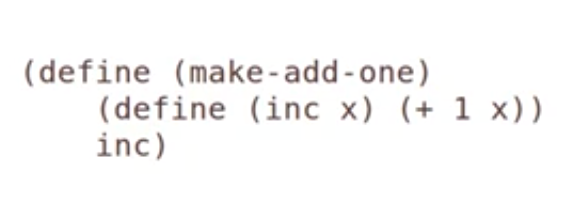 (define (make-add-one)
    (define (inc x) (+ 1 x))
    inc)